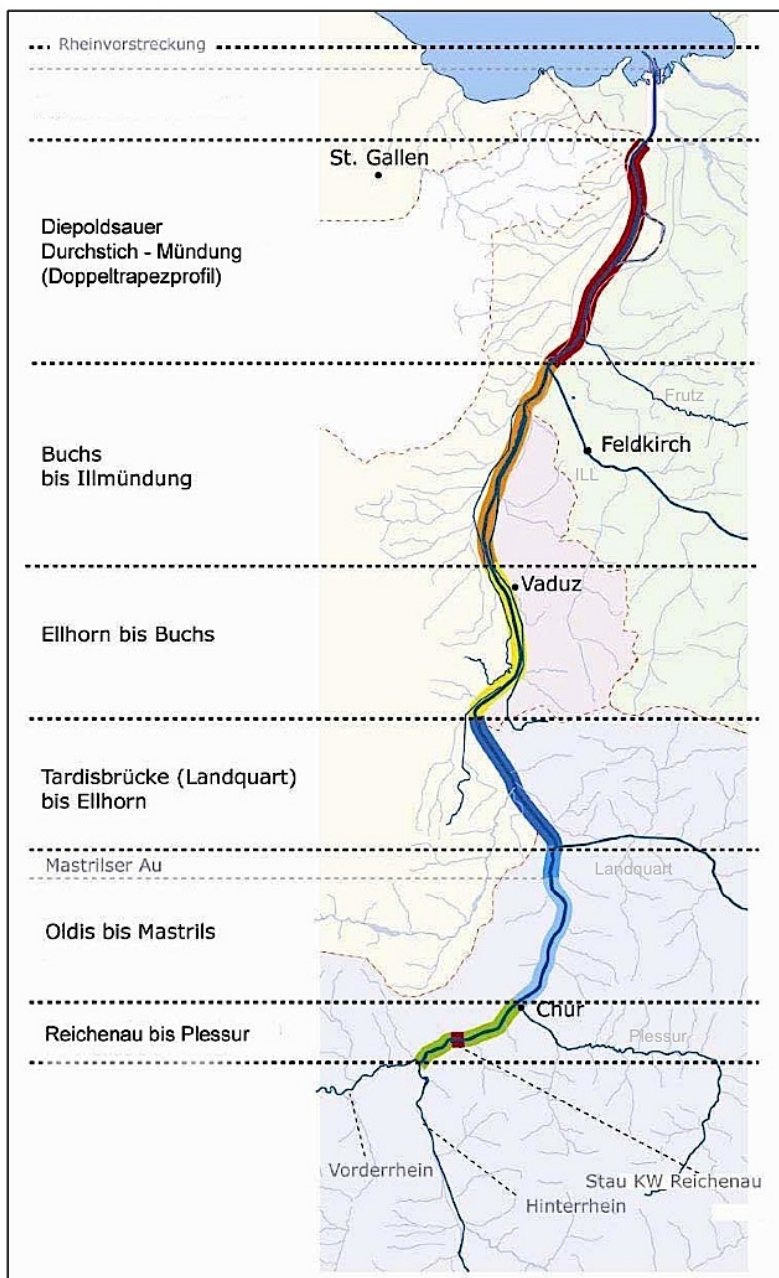 Rheinvorstreckung
St. Gallen
Diepoldsauer
Durchstich - Mündung
(Doppeltrapezprofil)
Frutz
Feldkirch
ILL
Buchs
bis Illmündung
Vaduz
Ellhorn bis Buchs
Tardisbrücke (Landquart)
bis Ellhorn
Mastrilser Au
Landquart
Oldis bis Mastrils
Chur
Reichenau bis Plessur
Plessur
Vorderrhein
Stau KW Reichenau
Hinterrhein